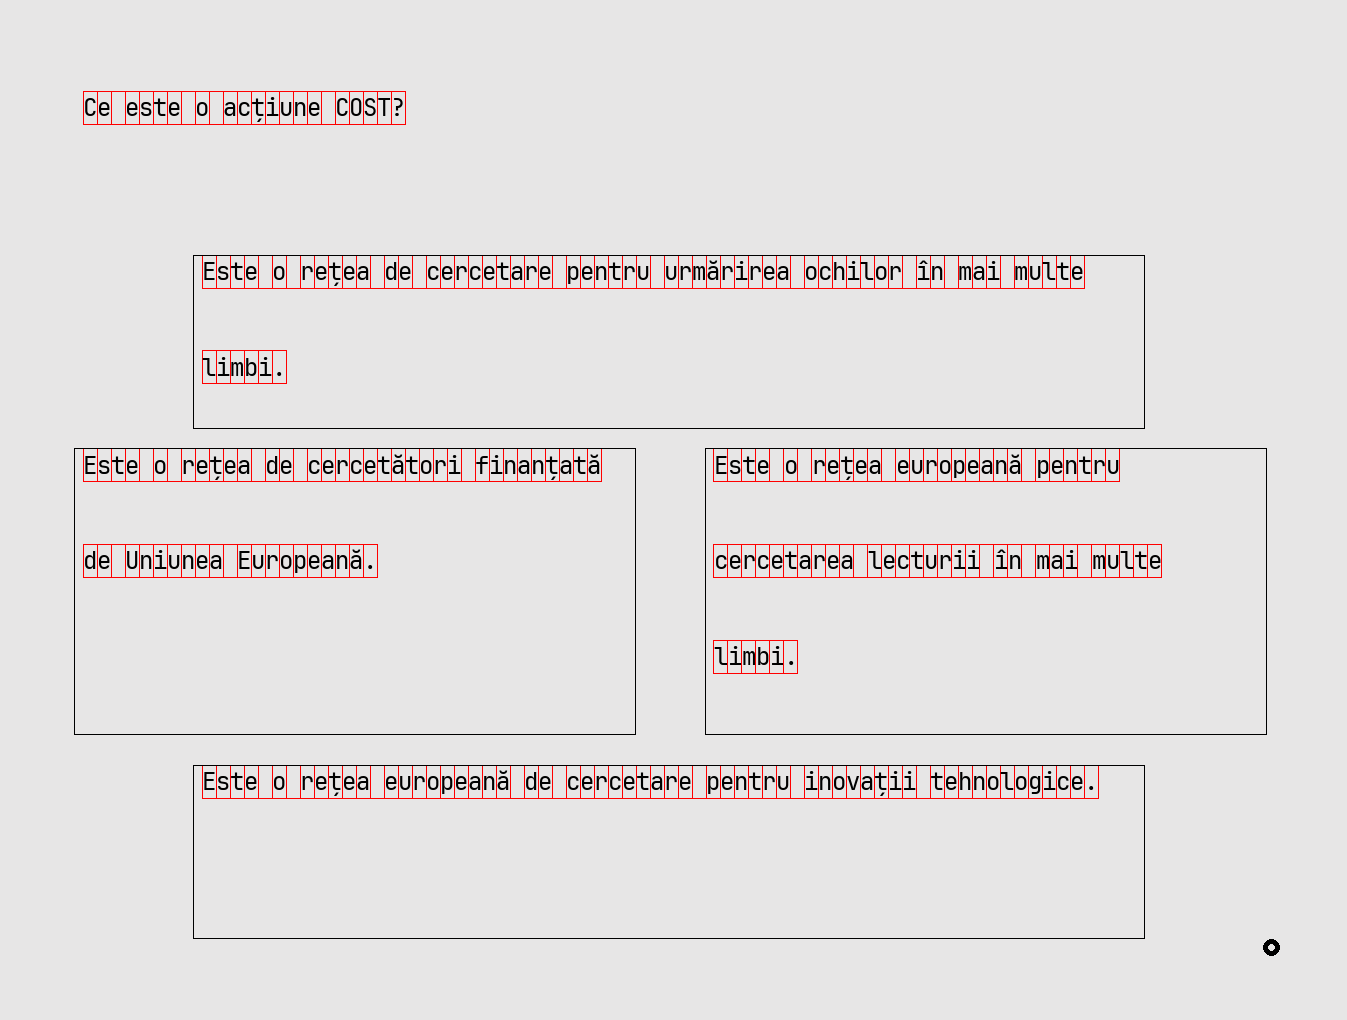 Ce este o acțiune COST?
Este o rețea de cercetare pentru urmărirea ochilor în mai multe
limbi.
Este o rețea de cercetători finanțată
de Uniunea Europeană.
Este o rețea europeană pentru
cercetarea lecturii în mai multe
limbi.
Este o rețea europeană de cercetare pentru inovații tehnologice.